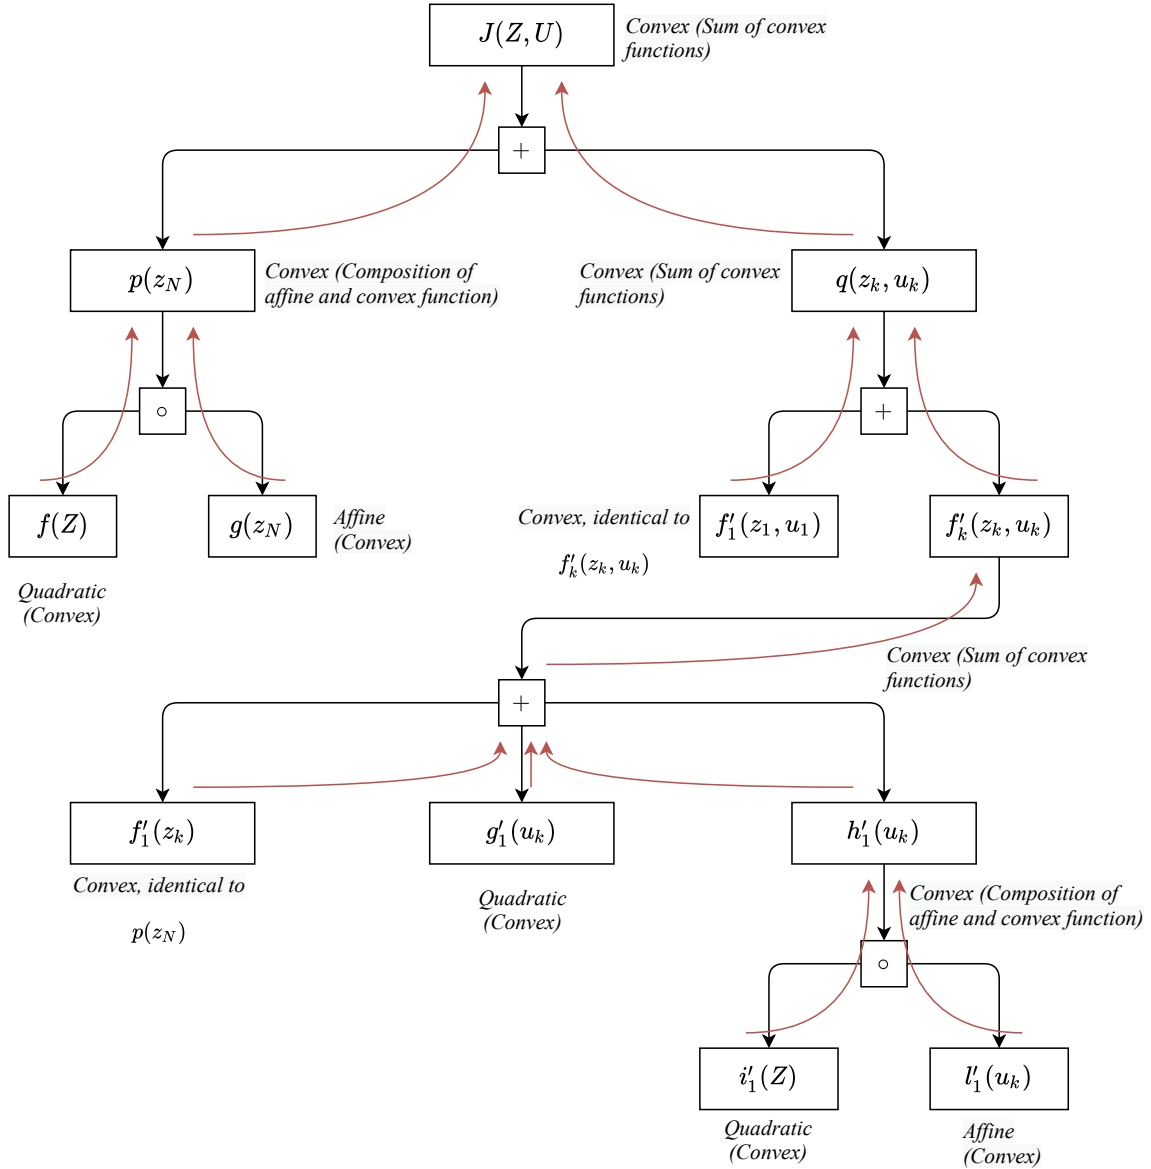 J(Z, U)
Convex (Sum of convex
functions)
+
p(z_N)
Convex (Composition of
affine and convex function)
Convex (Sum of convex
functions)
q(z_k, u_k)
∘
+
f(Z)
g(z_N)
Affine
(Convex)
Quadratic
(Convex)
Convex, identical to
f'_k(z_k, u_k)
f'_1(z_1, u_1)
f'_k(z_k, u_k)
Convex (Sum of convex
functions)
+
f'_1(z_k)
Convex, identical to
p(z_N)
g'_1(u_k)
Quadratic
(Convex)
h'_1(u_k)
Convex (Composition of
affine and convex function)
∘
i'_1(Z)
Quadratic
(Convex)
l'_1(u_k)
Affine
(Convex)